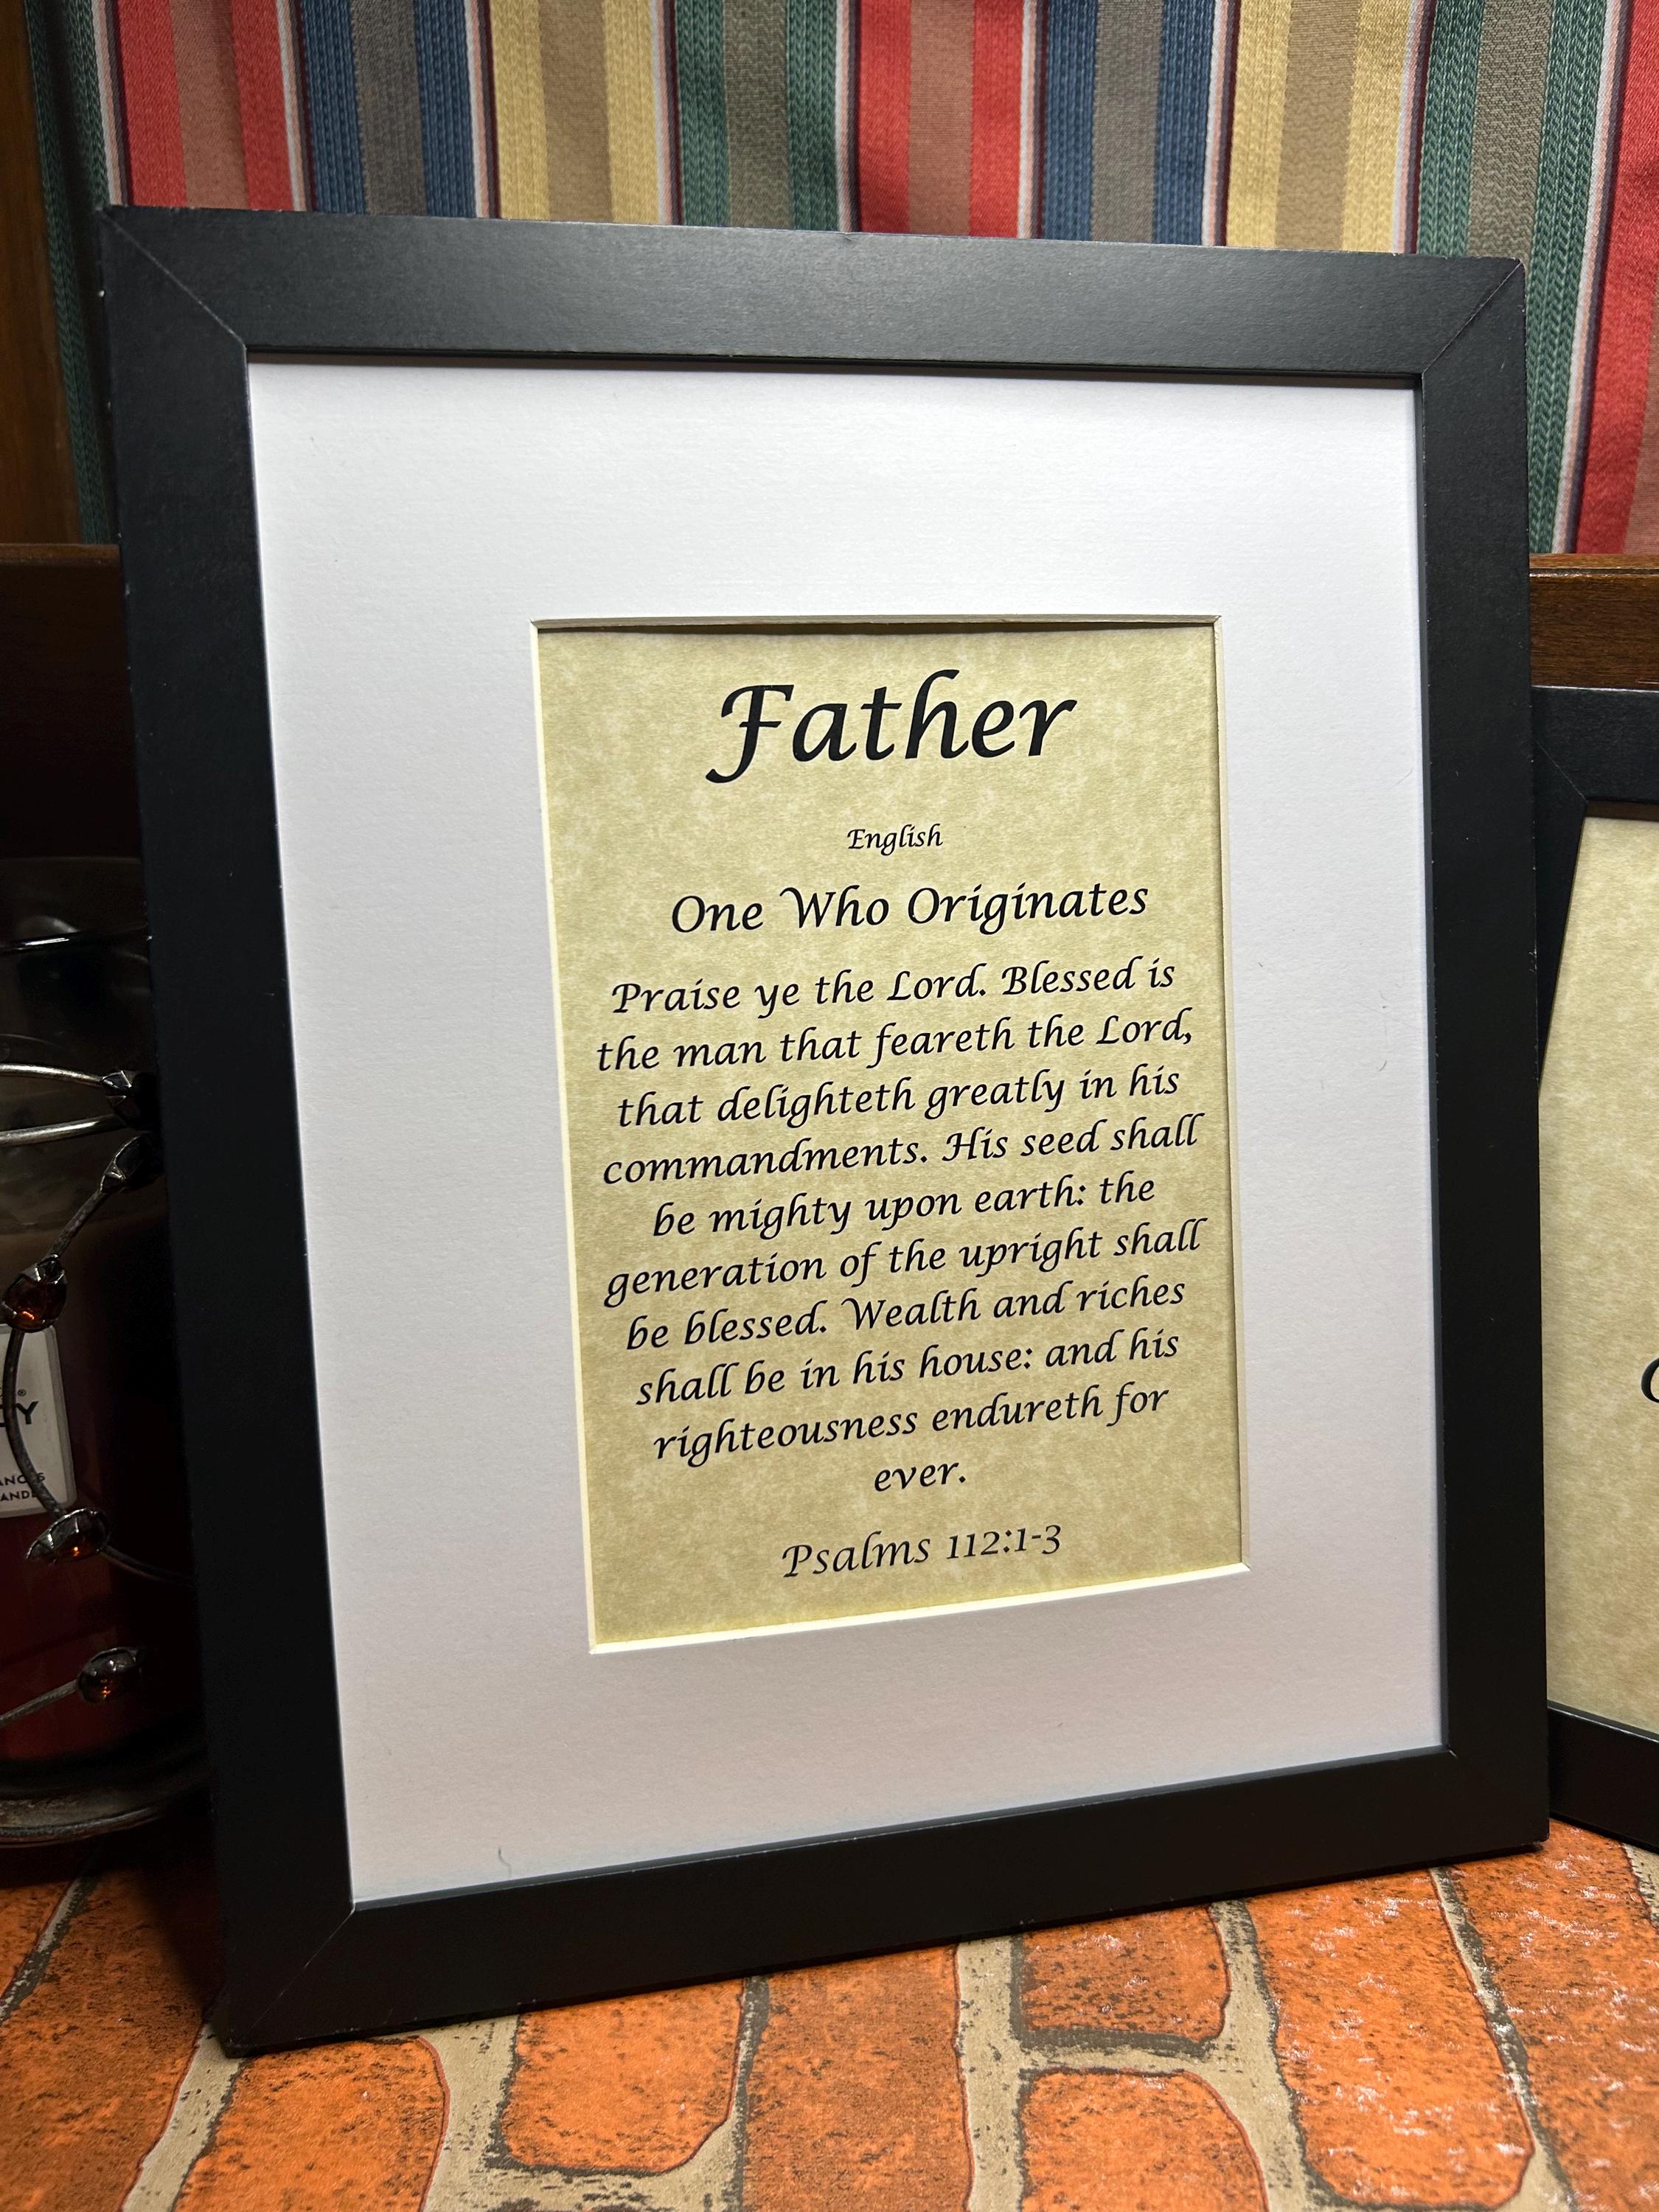 Father
English
One Who Originates
Praise ye the Lord. Blessed is
the man that feareth the Lord,
that delighteth greatly in his
commandments. His seed shall
be mighty upon earth: the
generation of the upright shall
be blessed. Wealth and riches
shall be in his house: and his
righteousness endureth for
ever.
Psalms 112:1-3